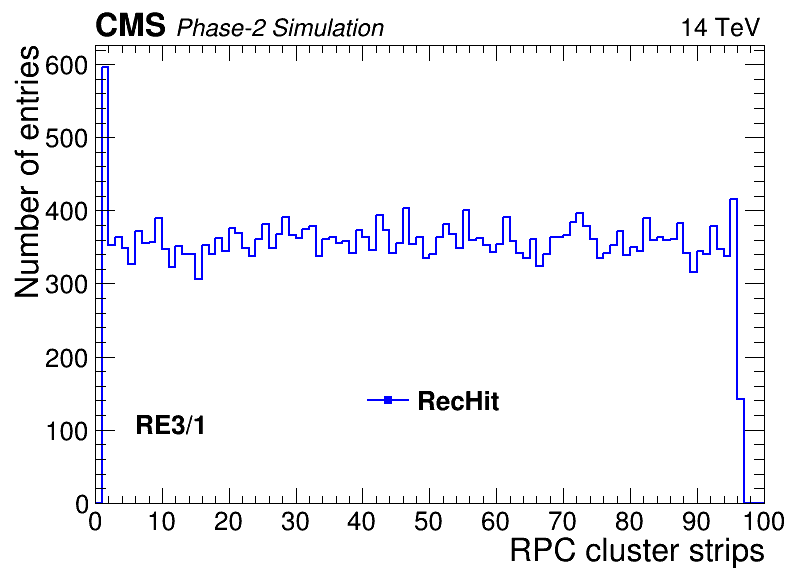 CMS Phase-2 Simulation 14 TeV
Number of entries
600
500
400
300
200
100
0
RecHit
RE3/1
0 10 20 30 40 50 60 70 80 90 100
RPC cluster strips